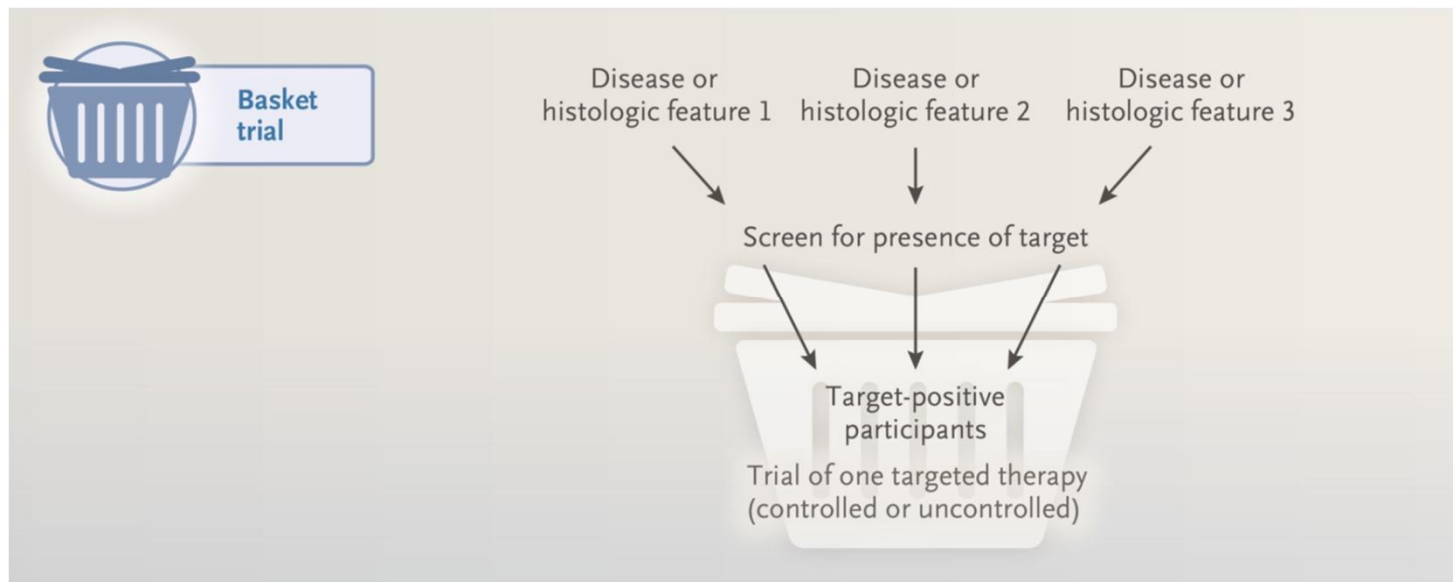 Basket
trial
Disease or
histologic feature 1
Disease or
histologic feature 2
Disease or
histologic feature 3
Screen for presence of target
Target-positive
participants
Trial of one targeted therapy
(controlled or uncontrolled)